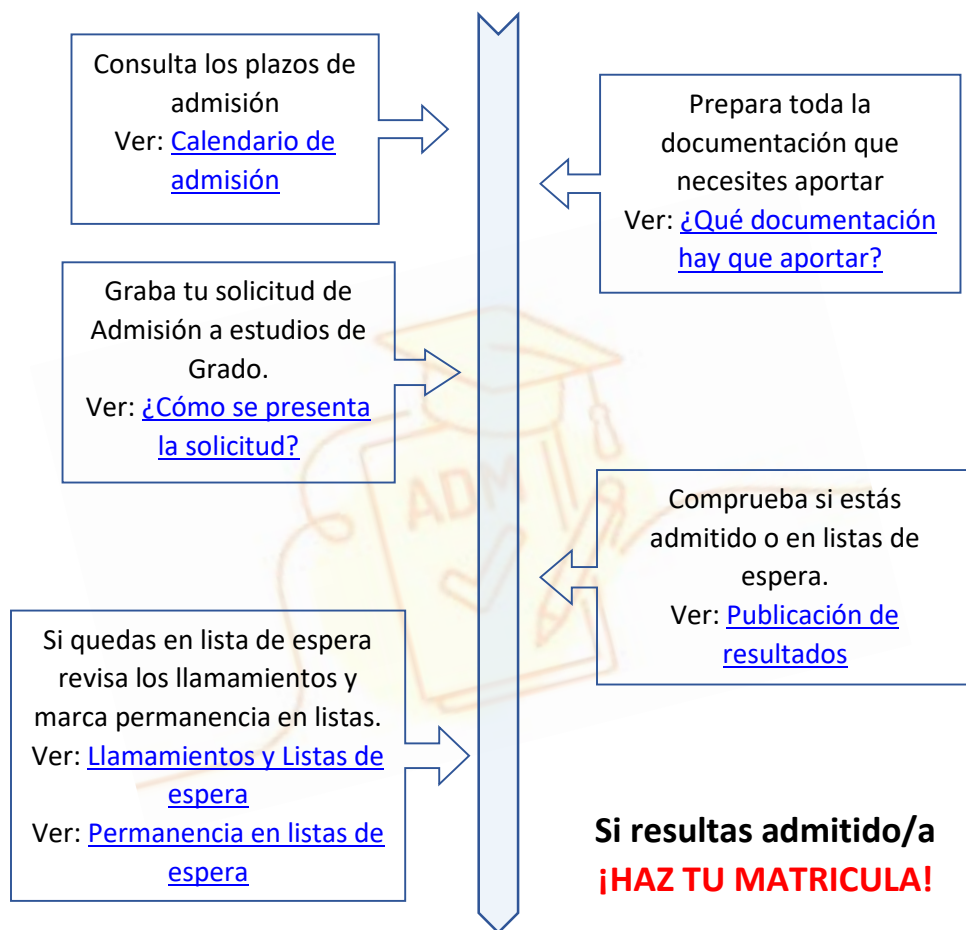 Consulta los plazos de
admisión
Ver: Calendario de
admisión
Prepara toda la
documentación que
necesites aportar
Ver: ¿Qué documentación
hay que aportar?
Graba tu solicitud de
Admisión a estudios de
Grado.
Ver: ¿Cómo se presenta
la solicitud?
ADM
Comprueba si estás
admitido o en listas de
espera.
Ver: Publicación de
resultados
Si quedas en lista de espera
revisa los llamamientos y
marca permanencia en listas.
Ver: Llamamientos y Listas de
espera
Ver: Permanencia en listas de
espera
Si resultas admitido/a
¡HAZ TU MATRICULA!